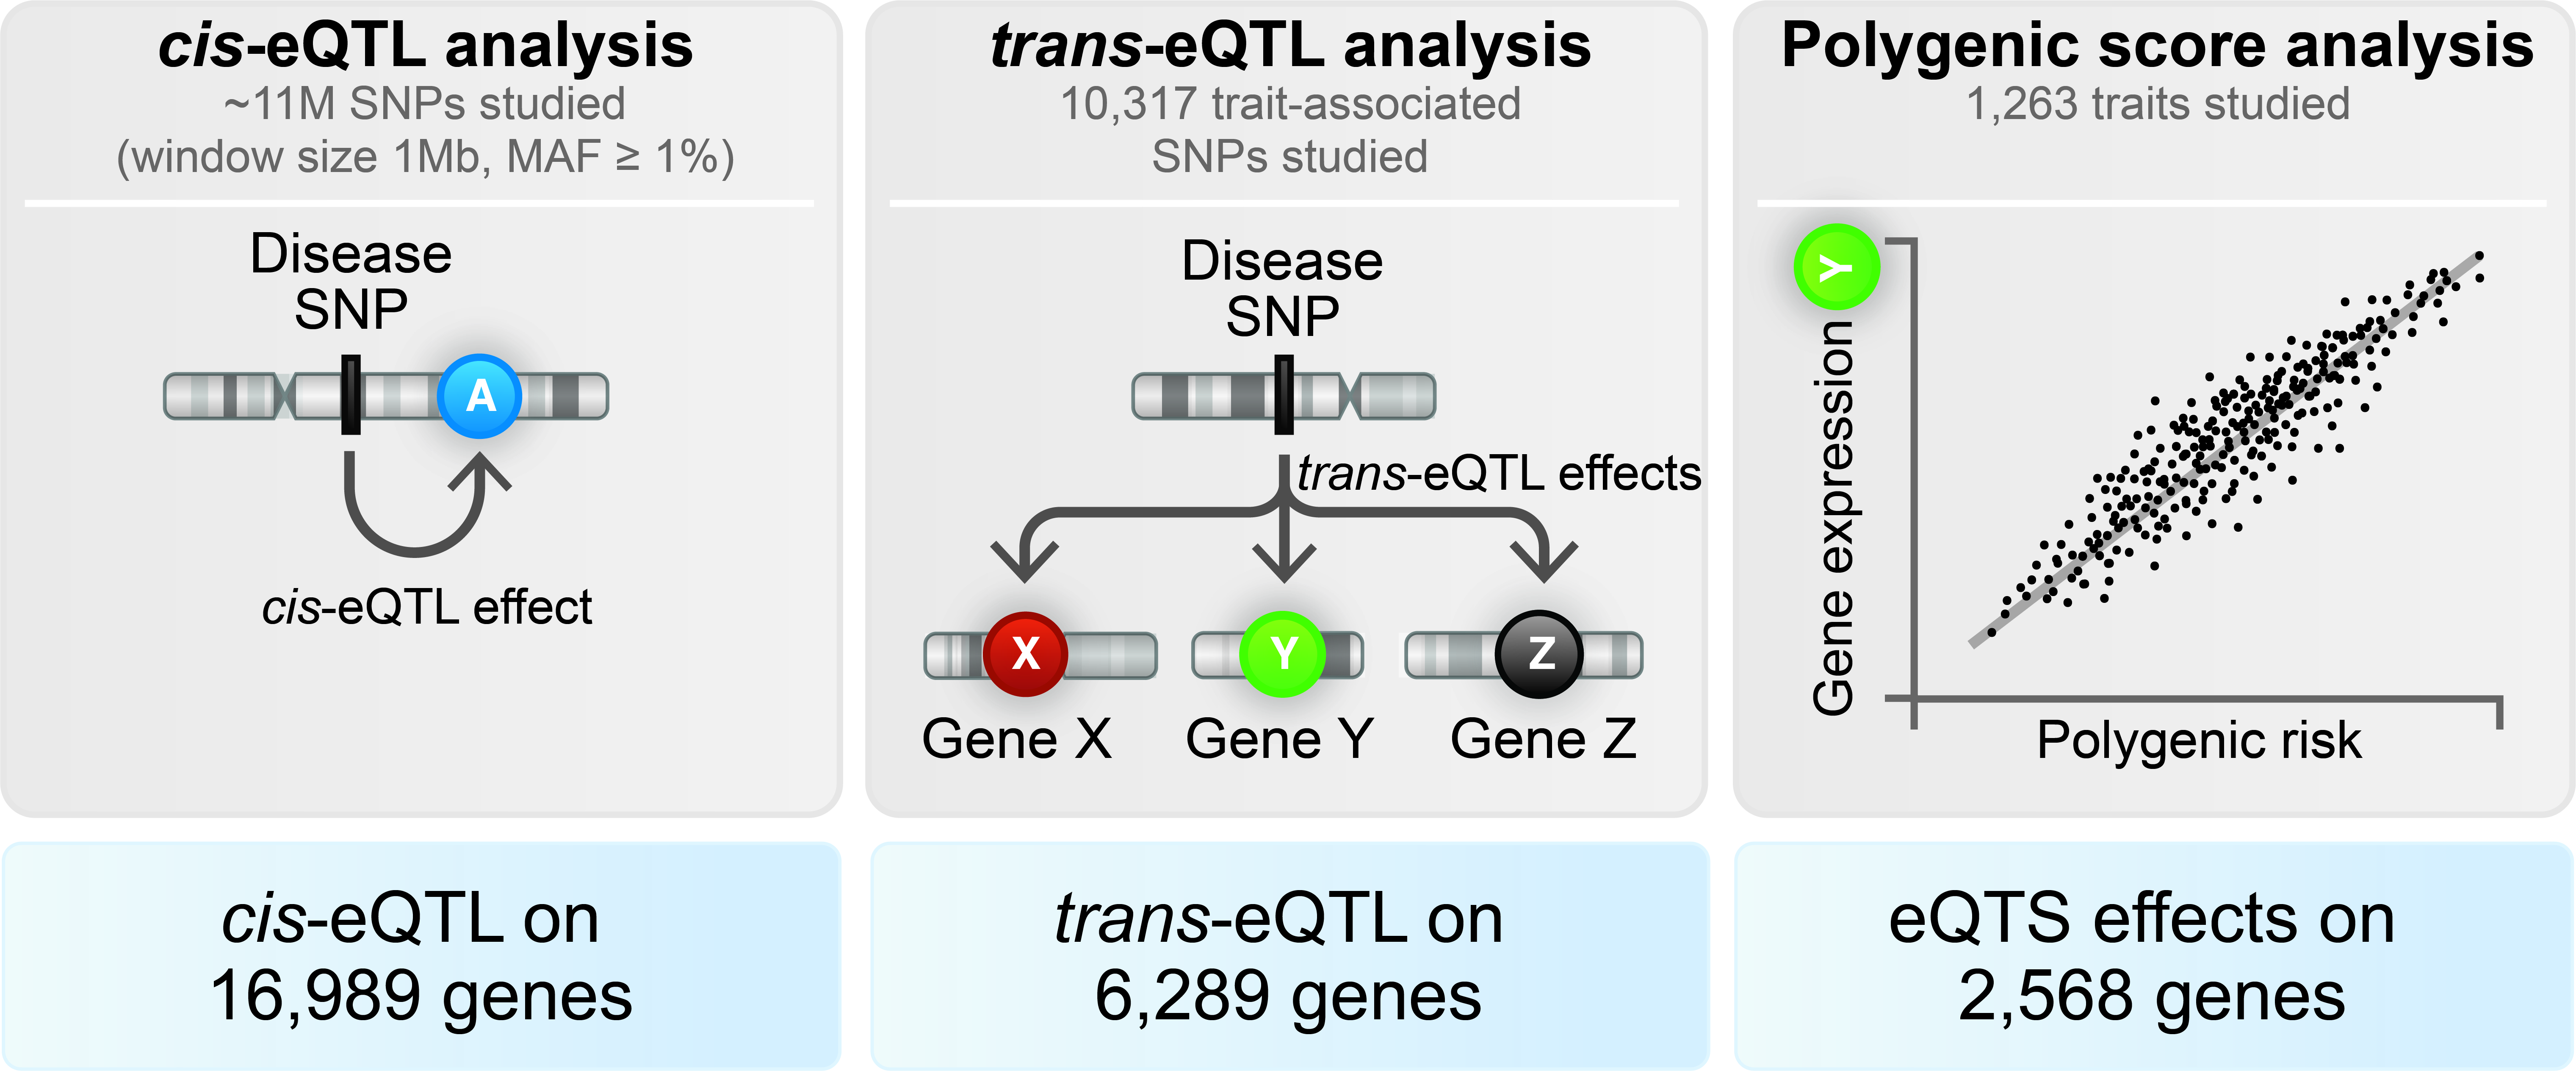 cis-eQTL analysis
~11M SNPs studied
(window size 1Mb, MAF ≥ 1%)
Disease
SNP
A
cis-eQTL effect
cis-eQTL on
16,989 genes
trans-eQTL analysis
10,317 trait-associated
SNPs studied
Disease
SNP
trans-eQTL effects
X
Y
Z
Gene X
Gene Y
Gene Z
trans-eQTL on
6,289 genes
Polygenic score analysis
1,263 traits studied
Y
Gene expression
Polygenic risk
eQTS effects on
2,568 genes